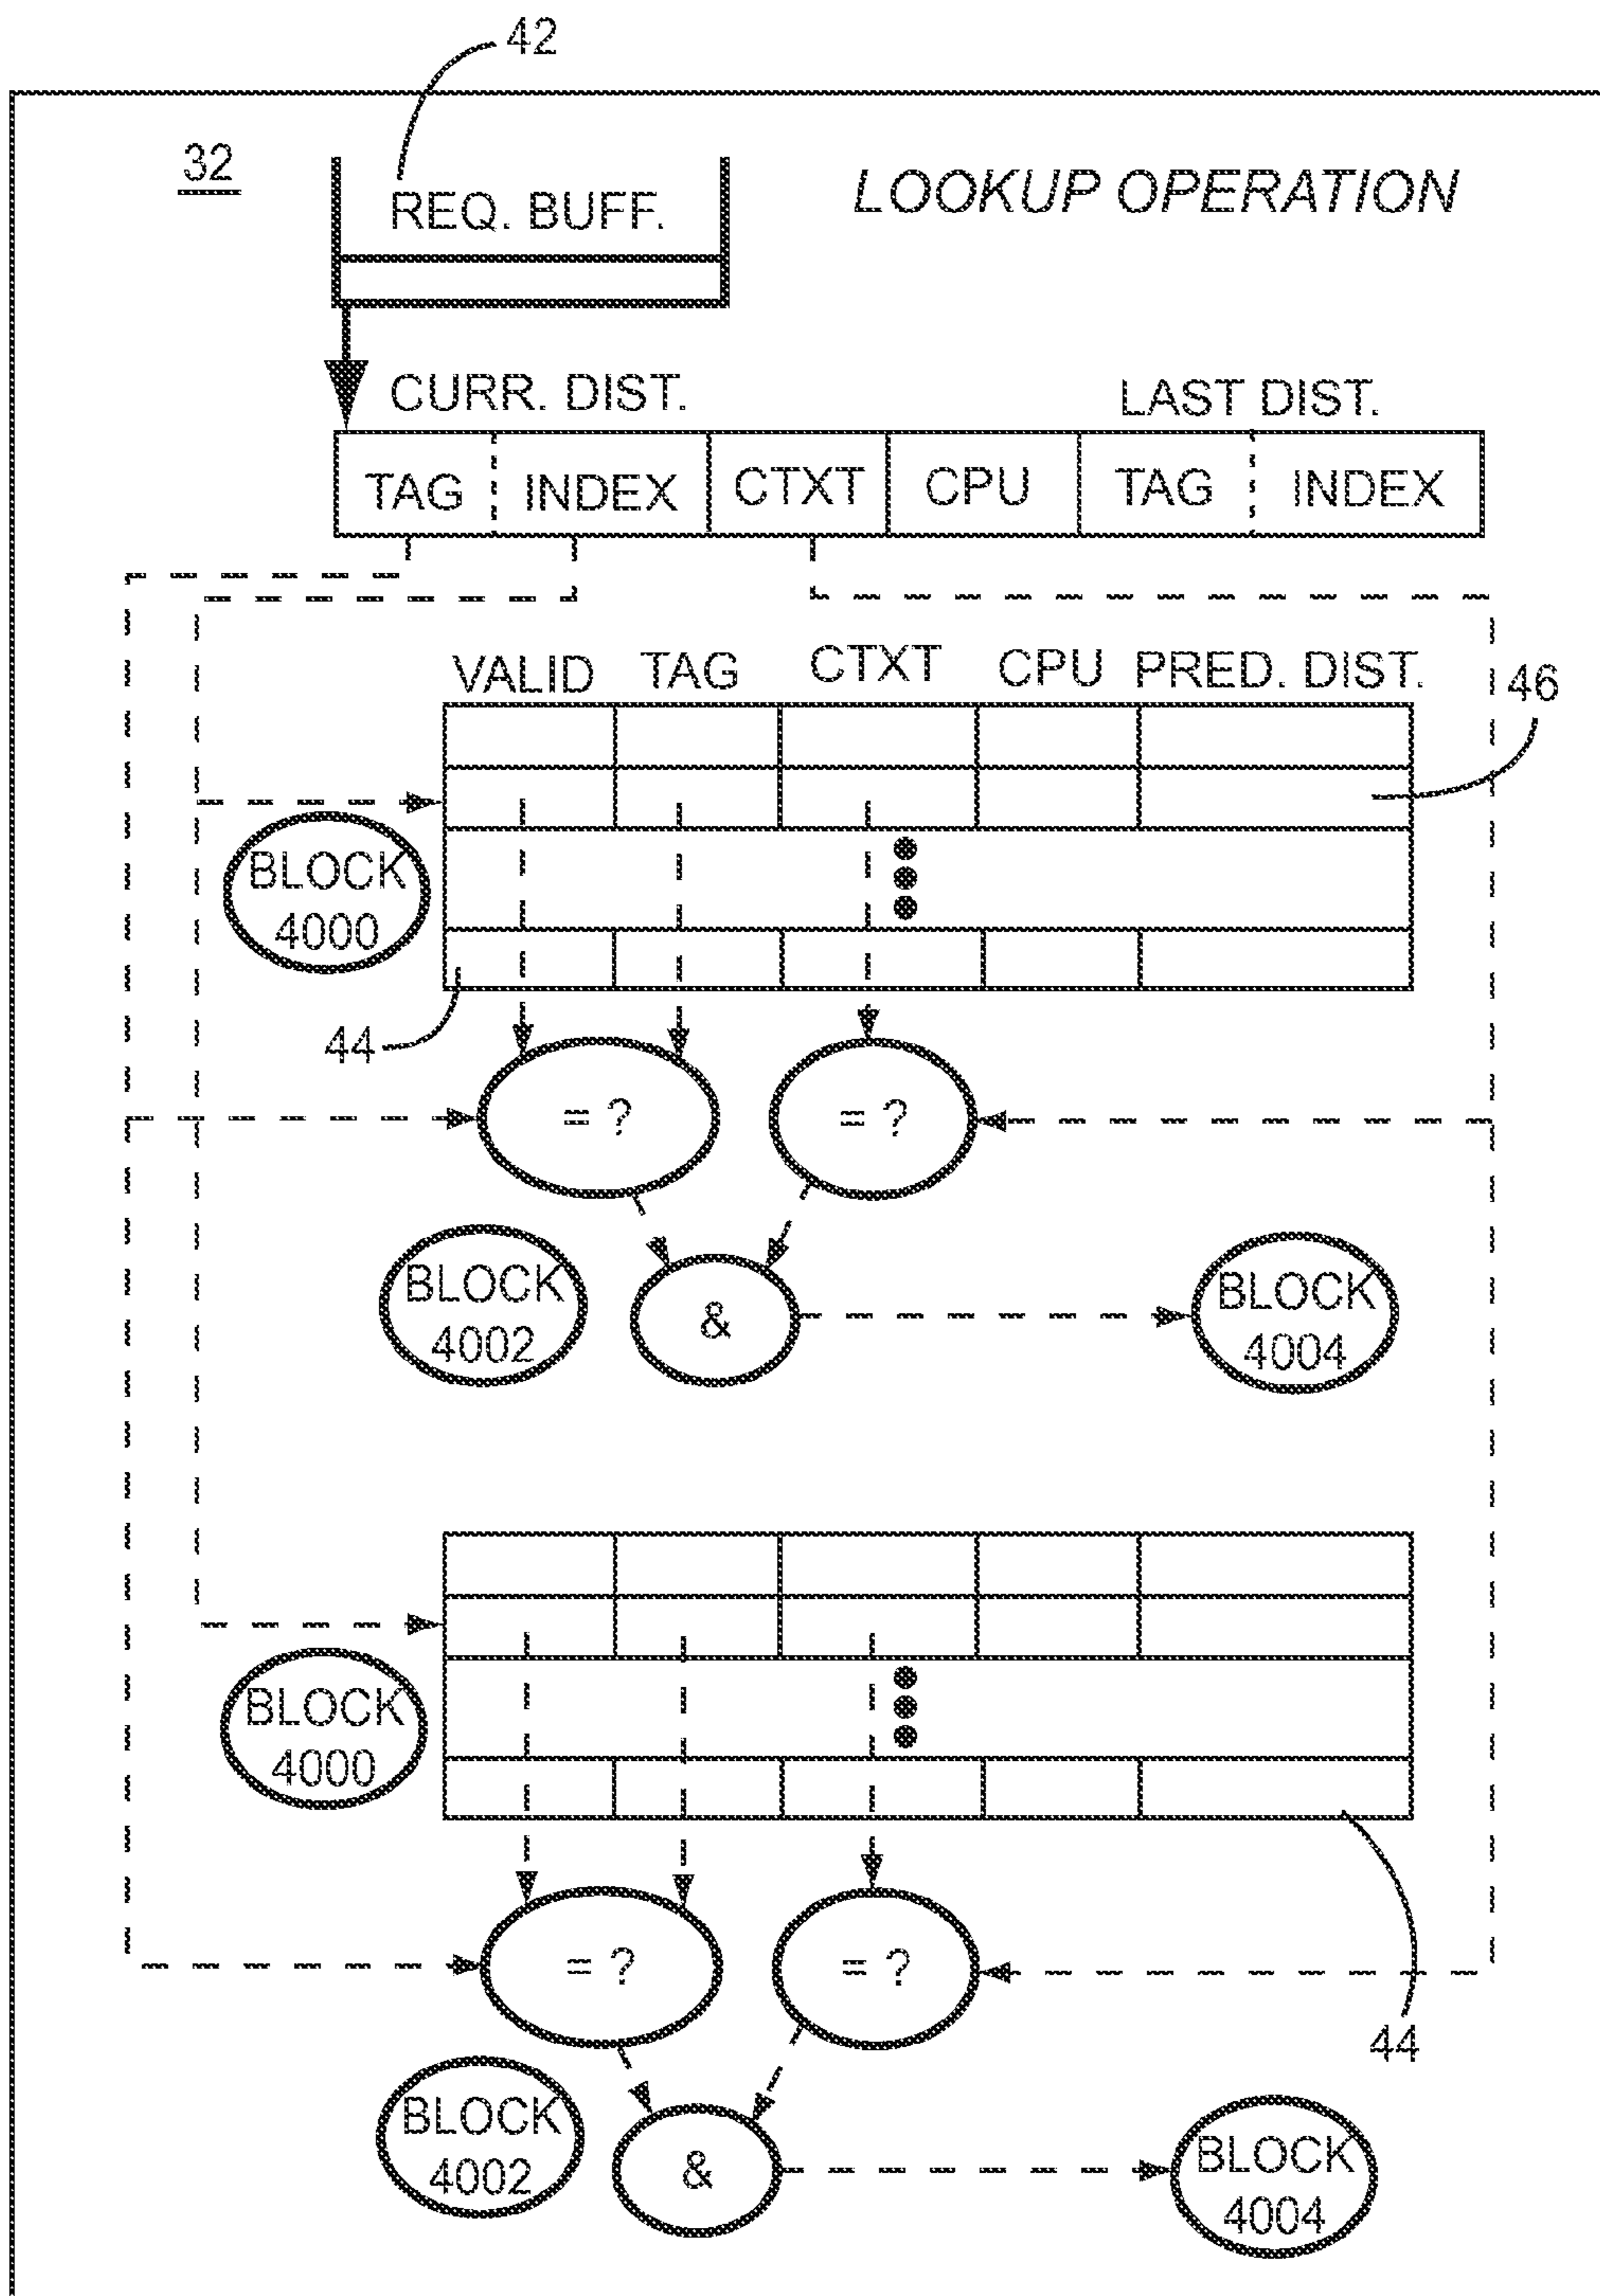 42
32
REQ. BUFF.
LOOKUP OPERATION
CURR. DIST.
LAST DIST.
TAG INDEX CTXT CPU TAG INDEX
VALID TAG CTXT CPU PRED. DIST.
46
BLOCK
4000
44
= ?
= ?
BLOCK
4002
&
BLOCK
4004
BLOCK
4000
= ?
= ?
44
BLOCK
4002
&
BLOCK
4004